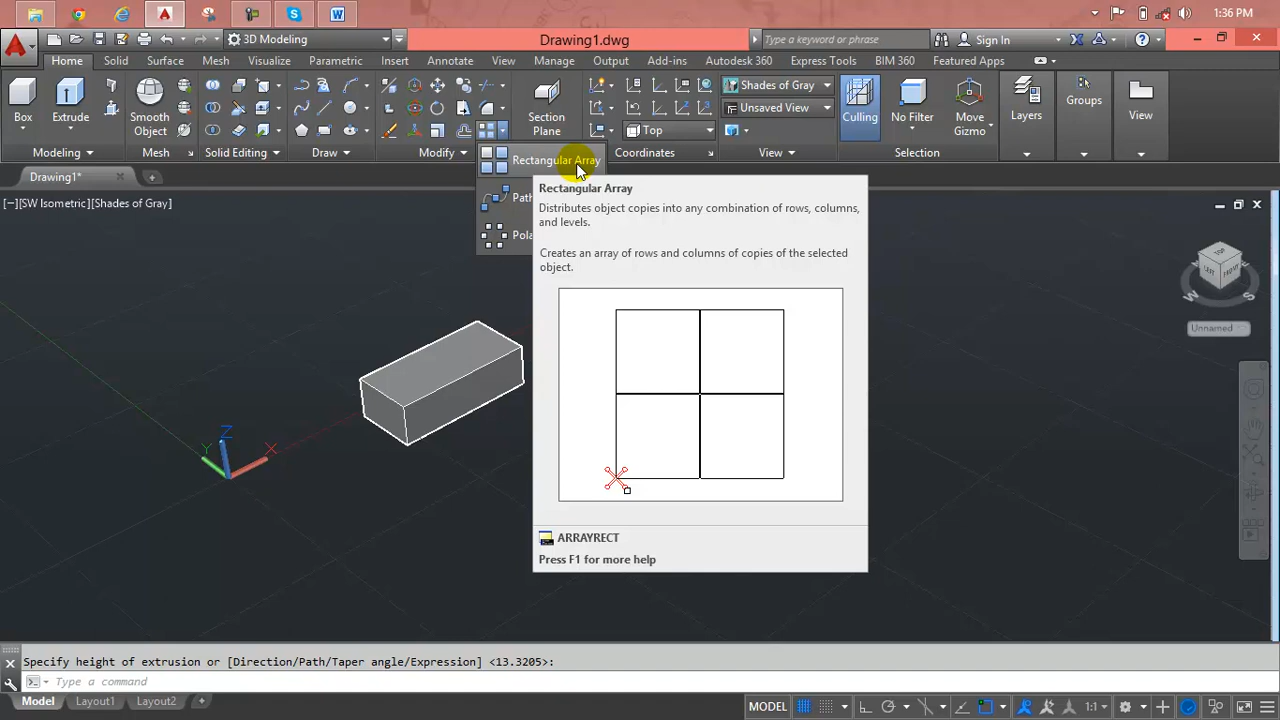 1:36 PM
3D Modeling
Drawing1.dwg
Type a keyword or phrase
Sign In
Home
Solid
Surface
Mesh
Visualize
Parametric
Insert
Annotate
View
Manage
Output
Add-ins
Autodesk 360
Express Tools
BIM 360
Featured Apps
Box
Extrude
Smooth
Object
Section
Plane
Top
Shades of Gray
Unsaved View
Culling
No Filter
Move
Gizmo
Layers
Groups
View
Modeling
Mesh
Solid Editing
Draw
Modify
Coordinates
View
Selection
Drawing1*
[−][SW Isometric][Shades of Gray]
Rectangular Array
Path
Pola
Rectangular Array
Distributes object copies into any combination of rows, columns,
and levels.
Creates an array of rows and columns of copies of the selected
object.
ARRAYRECT
Press F1 for more help
TOP
LEFT
FRONT
W
S
Unnamed
Z
Y
X
Specify height of extrusion or [Direction/Path/Taper angle/Expression] <13.3205>:
Type a command
Model
Layout1
Layout2
MODEL
1:1